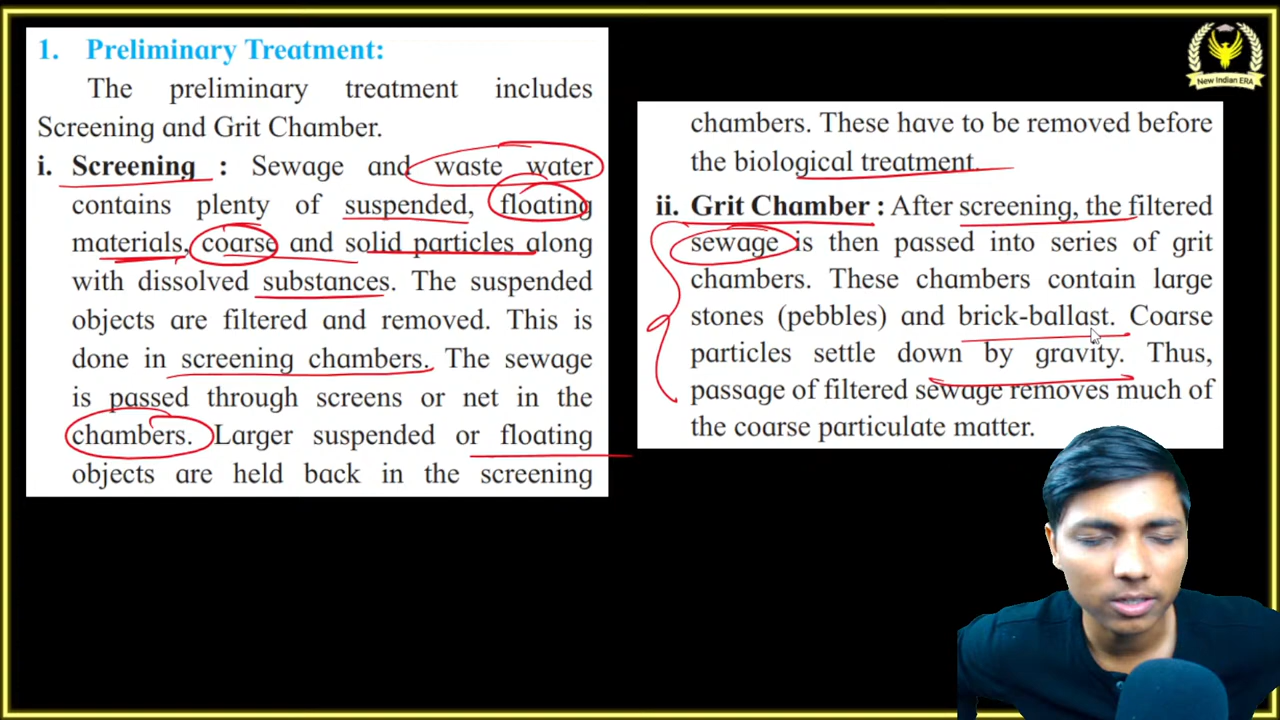 1. Preliminary Treatment:
The preliminary treatment includes
Screening and Grit Chamber.
i. Screening : Sewage and waste water
contains plenty of suspended, floating
materials, coarse and solid particles along
with dissolved substances. The suspended
objects are filtered and removed. This is
done in screening chambers. The sewage
is passed through screens or net in the
chambers. Larger suspended or floating
objects are held back in the screening
chambers. These have to be removed before
the biological treatment.
ii. Grit Chamber : After screening, the filtered
sewage is then passed into series of grit
chambers. These chambers contain large
stones (pebbles) and brick-ballast. Coarse
particles settle down by gravity. Thus,
passage of filtered sewage removes much of
the coarse particulate matter.
New Indian ERA